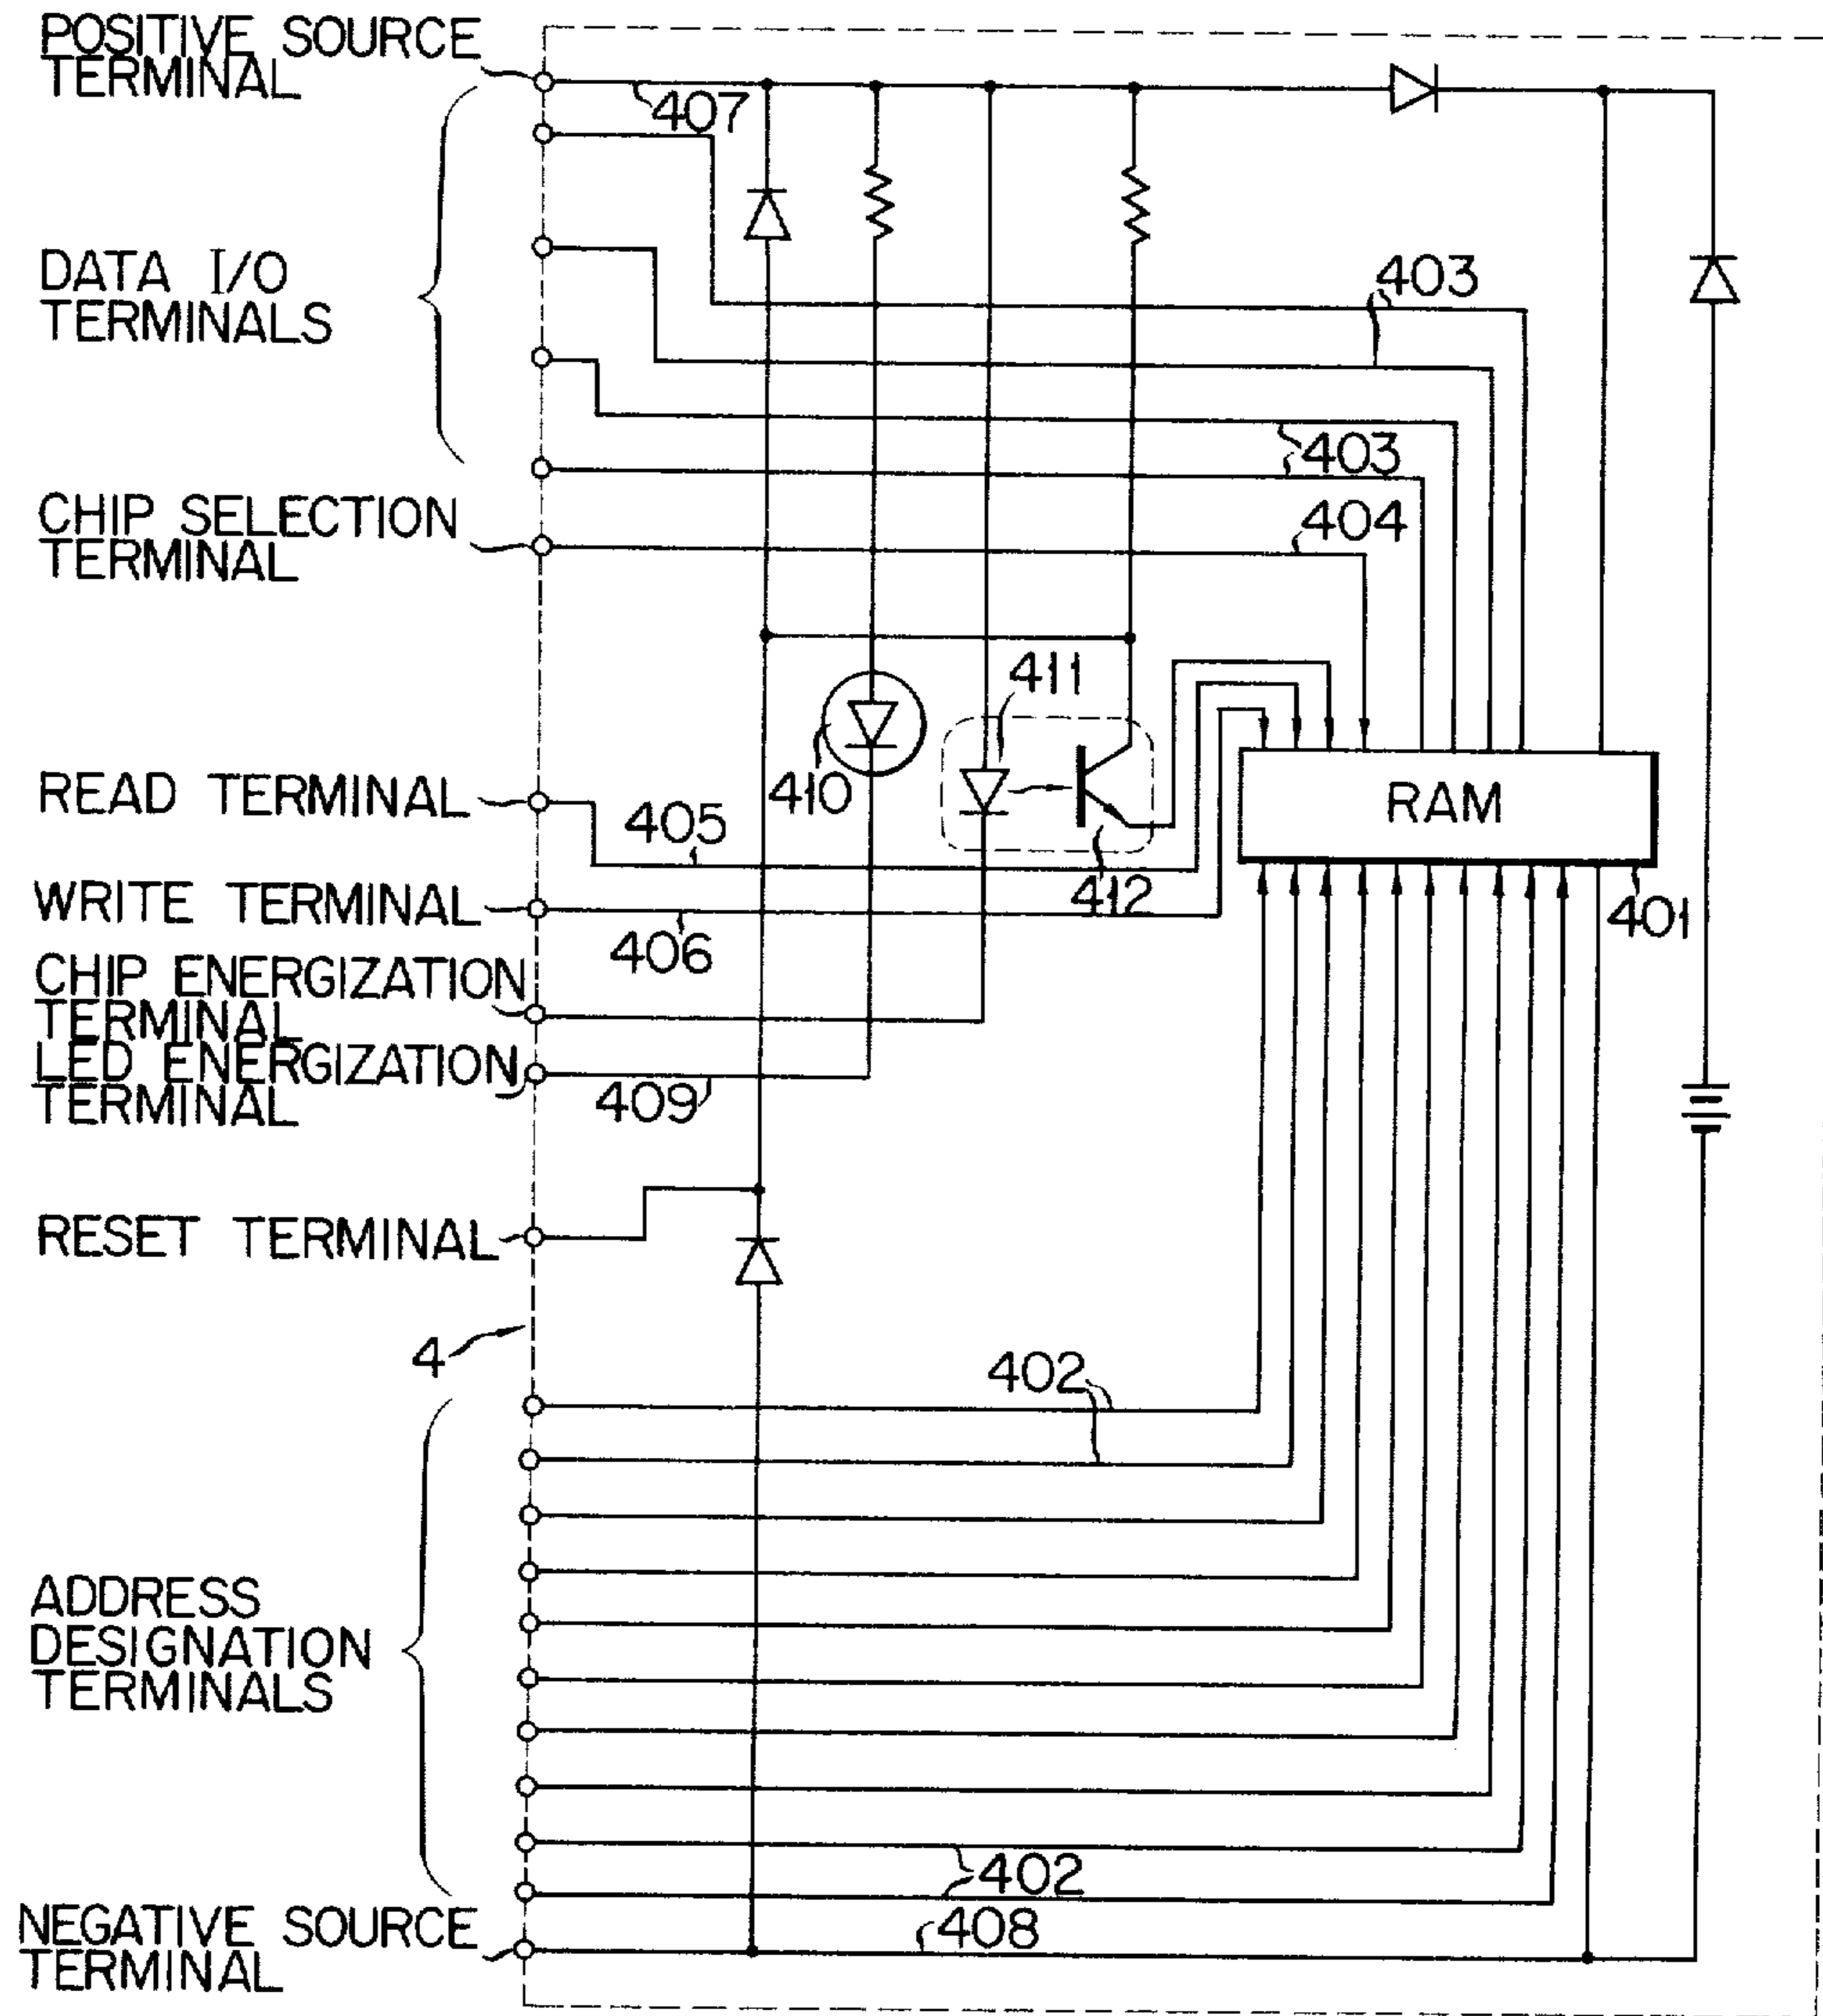 POSITIVE SOURCE
TERMINAL
407
DATA I/O
TERMINALS
403
403
CHIP SELECTION
TERMINAL
404
411
410
READ TERMINAL
405
RAM
412
WRITE TERMINAL
406
401
CHIP ENERGIZATION
TERMINAL
LED ENERGIZATION
TERMINAL
409
RESET TERMINAL
4
402
ADDRESS
DESIGNATION
TERMINALS
402
NEGATIVE SOURCE
TERMINAL
408